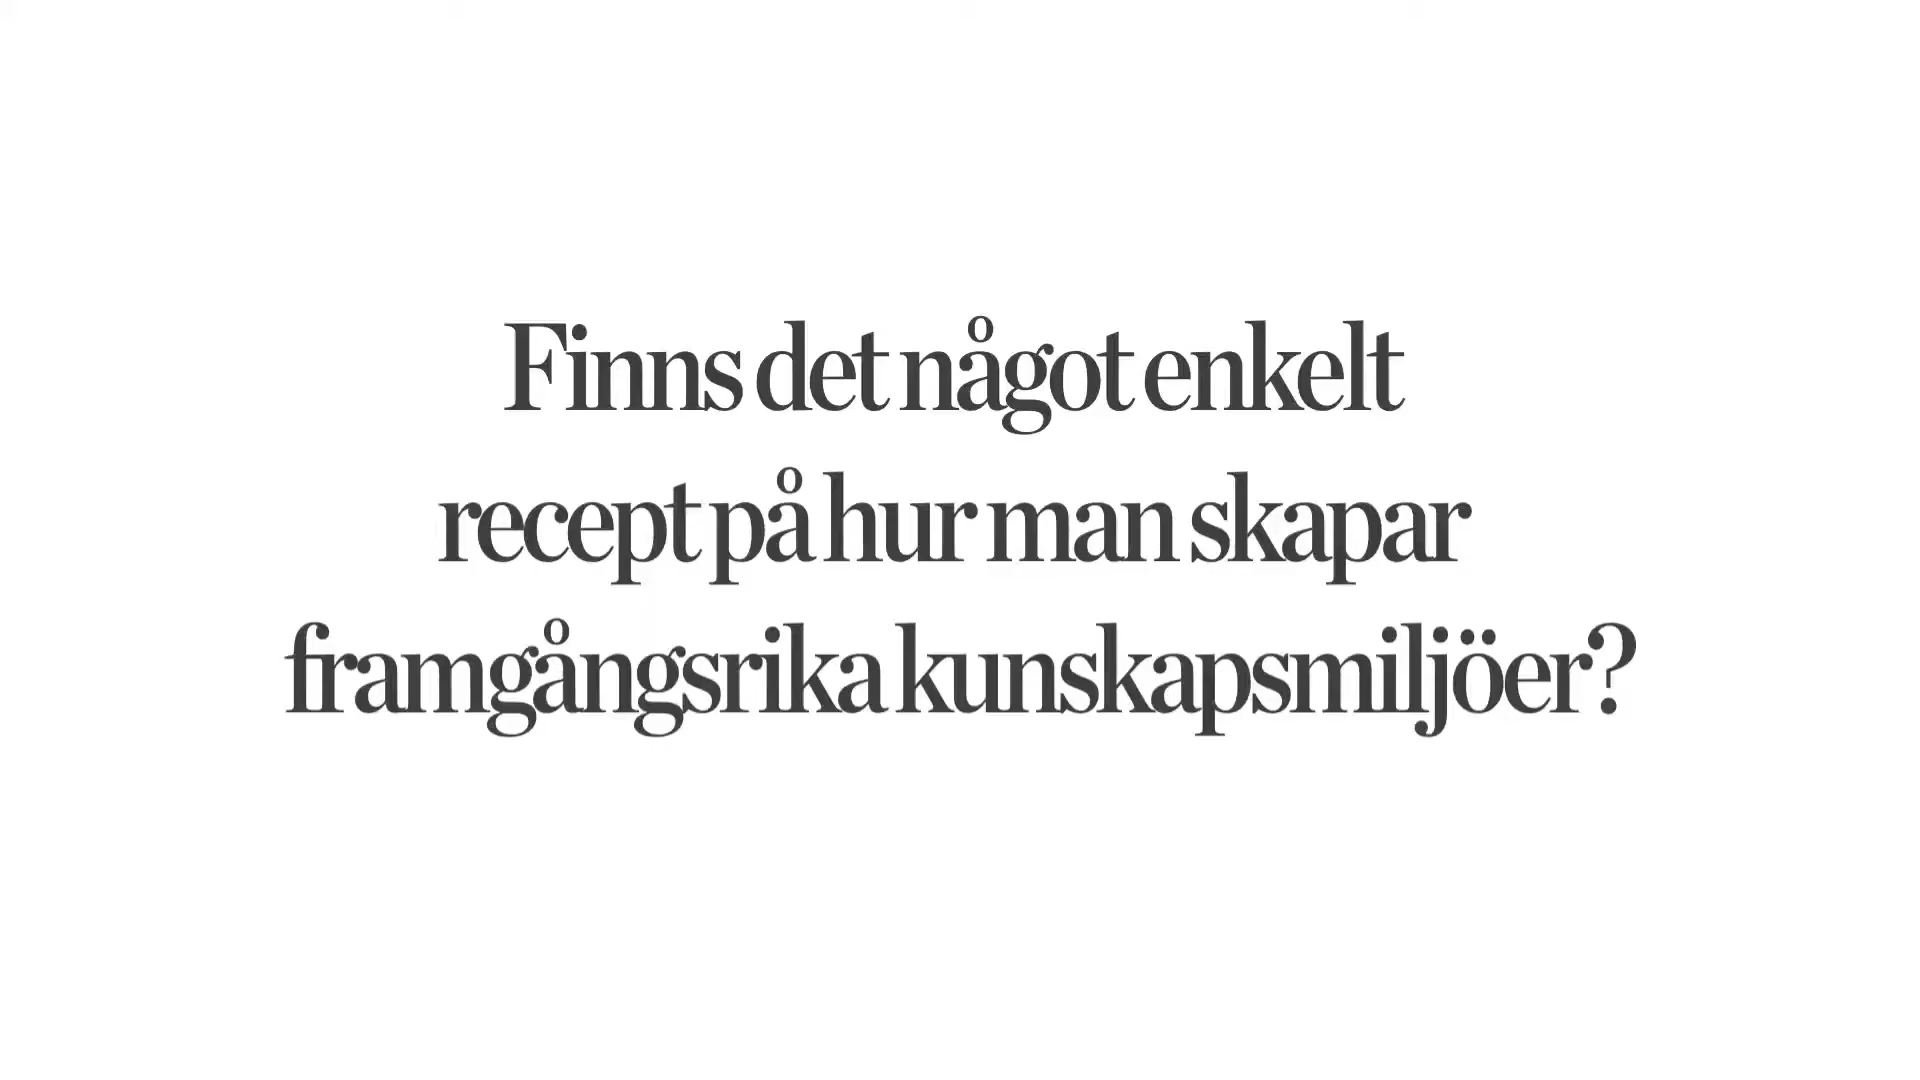 Finns det något enkelt
recept på hur man skapar
framgångsrika kunskapsmiljöer?